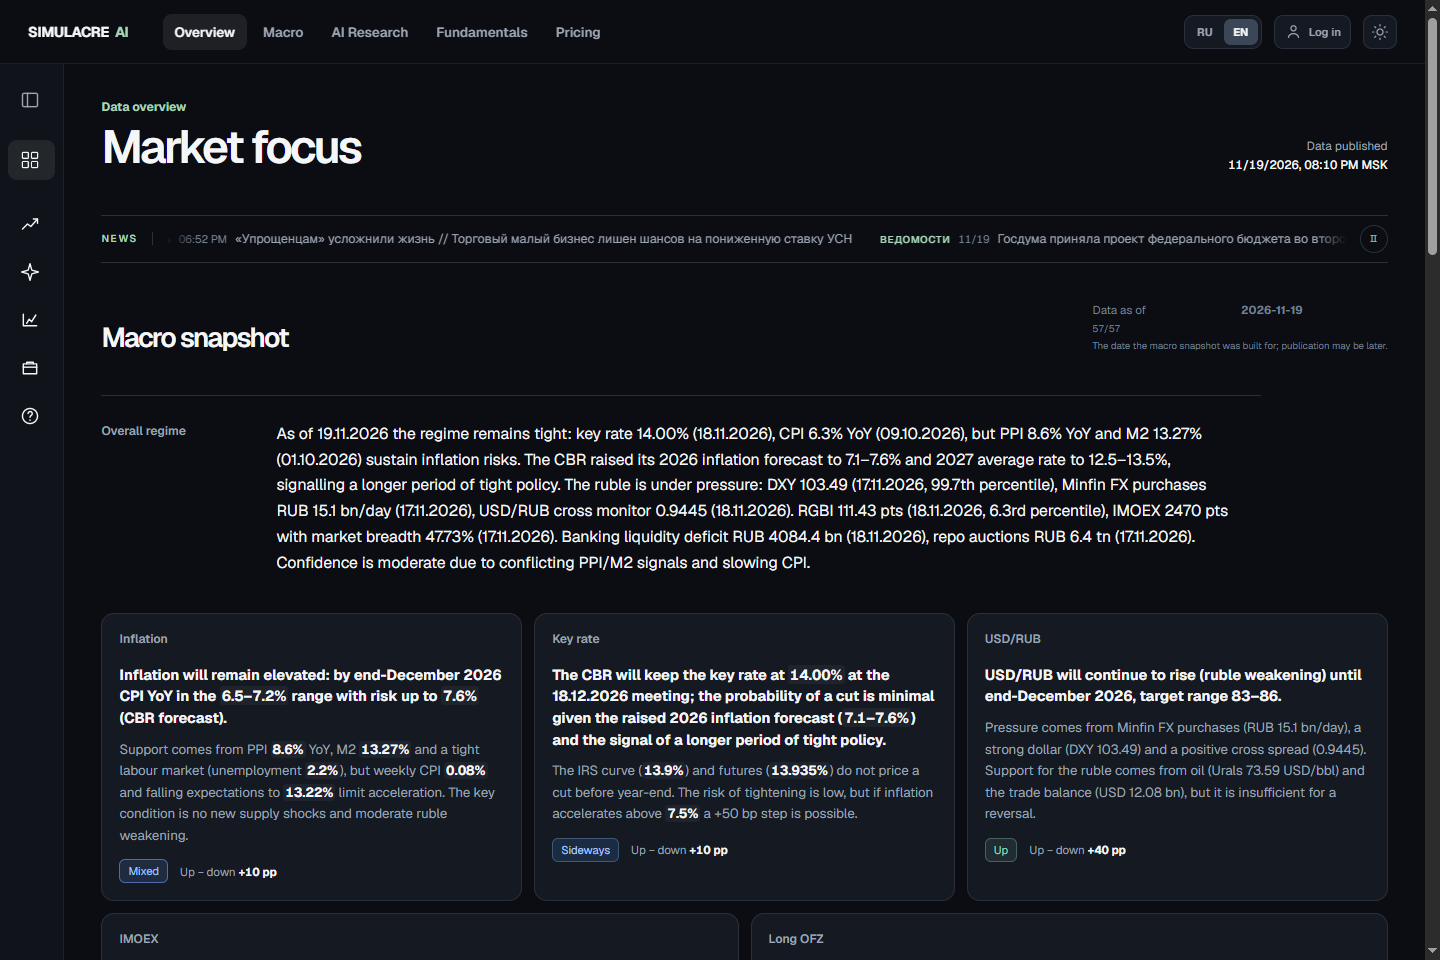 SIMULACRE AI
Overview
Macro
AI Research
Fundamentals
Pricing
RU
EN
Log in
Data overview
Market focus
Data published
11/19/2026, 08:10 PM MSK
NEWS
06:52 PM «Упрощенцам» усложнили жизнь // Торговый малый бизнес лишен шансов на пониженную ставку УСН
ВЕДОМОСТИ 11/19 Госдума приняла проект федерального бюджета во
Macro snapshot
Data as of 2026-11-19
57/57
The date the macro snapshot was built for; publication may be later.
Overall regime
As of 19.11.2026 the regime remains tight: key rate 14.00% (18.11.2026), CPI 6.3% YoY (09.10.2026), but PPI 8.6% YoY and M2 13.27%
(01.10.2026) sustain inflation risks. The CBR raised its 2026 inflation forecast to 7.1–7.6% and 2027 average rate to 12.5–13.5%,
signalling a longer period of tight policy. The ruble is under pressure: DXY 103.49 (17.11.2026, 99.7th percentile), Minfin FX purchases
RUB 15.1 bn/day (17.11.2026), USD/RUB cross monitor 0.9445 (18.11.2026). RGBI 111.43 pts (18.11.2026, 6.3rd percentile), IMOEX 2470 pts
with market breadth 47.73% (17.11.2026). Banking liquidity deficit RUB 4084.4 bn (18.11.2026), repo auctions RUB 6.4 tn (17.11.2026).
Confidence is moderate due to conflicting PPI/M2 signals and slowing CPI.
Inflation
Inflation will remain elevated: by end-December 2026
CPI YoY in the 6.5–7.2% range with risk up to 7.6%
(CBR forecast).
Support comes from PPI 8.6% YoY, M2 13.27% and a tight
labour market (unemployment 2.2%), but weekly CPI 0.08%
and falling expectations to 13.22% limit acceleration. The key
condition is no new supply shocks and moderate ruble
weakening.
Mixed
Up – down +10 pp
Key rate
The CBR will keep the key rate at 14.00% at the
18.12.2026 meeting; the probability of a cut is minimal
given the raised 2026 inflation forecast (7.1–7.6%)
and the signal of a longer period of tight policy.
The IRS curve (13.9%) and futures (13.935%) do not price a
cut before year-end. The risk of tightening is low, but if inflation
accelerates above 7.5% a +50 bp step is possible.
Sideways
Up – down +10 pp
USD/RUB
USD/RUB will continue to rise (ruble weakening) until
end-December 2026, target range 83–86.
Pressure comes from Minfin FX purchases (RUB 15.1 bn/day), a
strong dollar (DXY 103.49) and a positive cross spread (0.9445).
Support for the ruble comes from oil (Urals 73.59 USD/bbl) and
the trade balance (USD 12.08 bn), but it is insufficient for a
reversal.
Up
Up – down +40 pp
IMOEX
Long OFZ